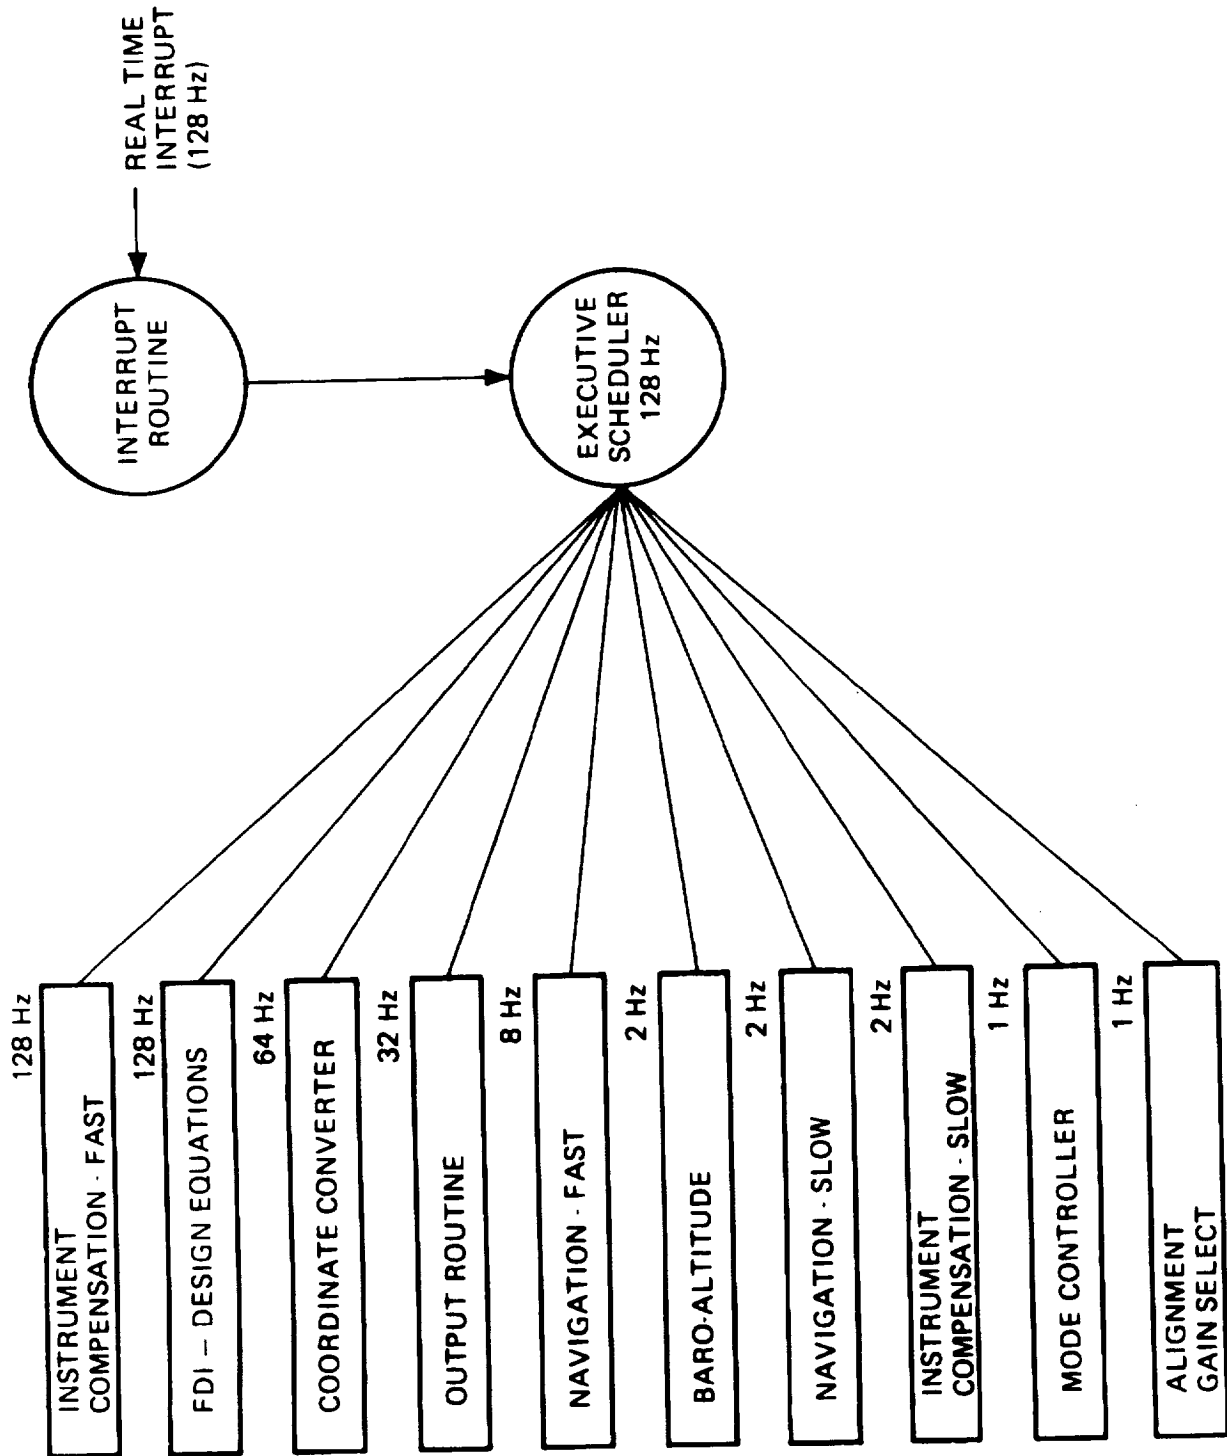 REAL TIME
INTERRUPT
(128 Hz)
INTERRUPT
ROUTINE
EXECUTIVE
SCHEDULER
128 Hz
128 Hz
INSTRUMENT
COMPENSATION - FAST
128 Hz
FDI – DESIGN EQUATIONS
64 Hz
COORDINATE CONVERTER
32 Hz
OUTPUT ROUTINE
8 Hz
NAVIGATION - FAST
2 Hz
BARO-ALTITUDE
2 Hz
NAVIGATION - SLOW
2 Hz
INSTRUMENT
COMPENSATION - SLOW
1 Hz
MODE CONTROLLER
1 Hz
ALIGNMENT
GAIN SELECT